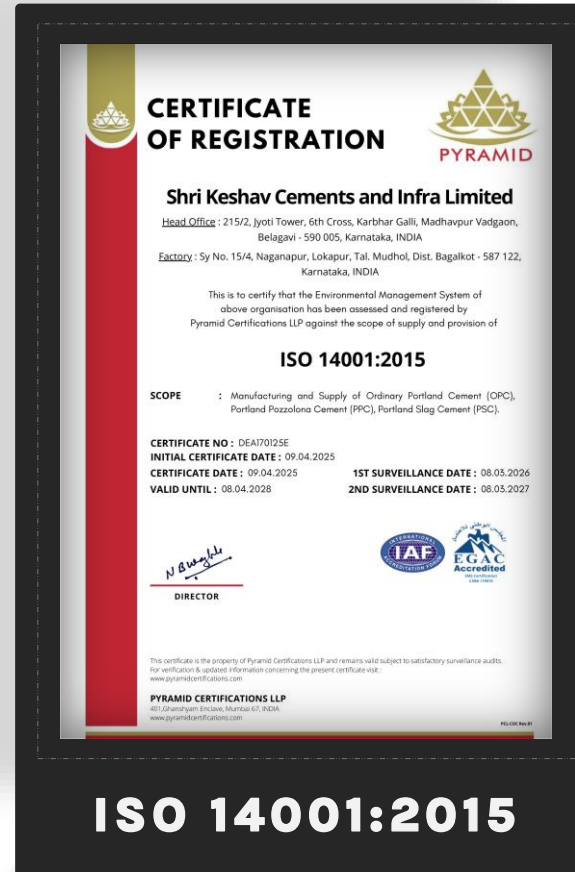 CERTIFICATE
OF REGISTRATION
PYRAMID
Shri Keshav Cements and Infra Limited
Head Office : 215/2, Jyoti Tower, 6th Cross, Karbhar Galli, Madhavpur Vadgaon,
Belagavi - 590 005, Karnataka, INDIA
Factory : Sy No. 15/4, Naganapur, Lokapur, Tal. Mudhol, Dist. Bagalkot - 587 122,
Karnataka, INDIA
This is to certify that the Environmental Management System of
above organisation has been assessed and registered by
Pyramid Certifications LLP against the scope of supply and provision of
ISO 14001:2015
SCOPE : Manufacturing and Supply of Ordinary Portland Cement (OPC),
Portland Pozzolona Cement (PPC), Portland Slag Cement (PSC).
CERTIFICATE NO : DEA170125E
INITIAL CERTIFICATE DATE : 09.04.2025
CERTIFICATE DATE : 09.04.2025 1ST SURVEILLANCE DATE : 08.03.2026
VALID UNTIL : 08.04.2028 2ND SURVEILLANCE DATE : 08.03.2027
INTERNATIONAL
IAF
ACCREDITATION FORUM
EGAC
Accredited
DIRECTOR
This certificate is the property of Pyramid Certifications LLP and remains valid subject to satisfactory surveillance audits.
For verification & updated information concerning the present certificate visit :
www.pyramidcertifications.com
PYRAMID CERTIFICATIONS LLP
401,Ghanshyam Enclave, Mumbai 67, INDIA
www.pyramidcertifications.com
ISO 14001:2015